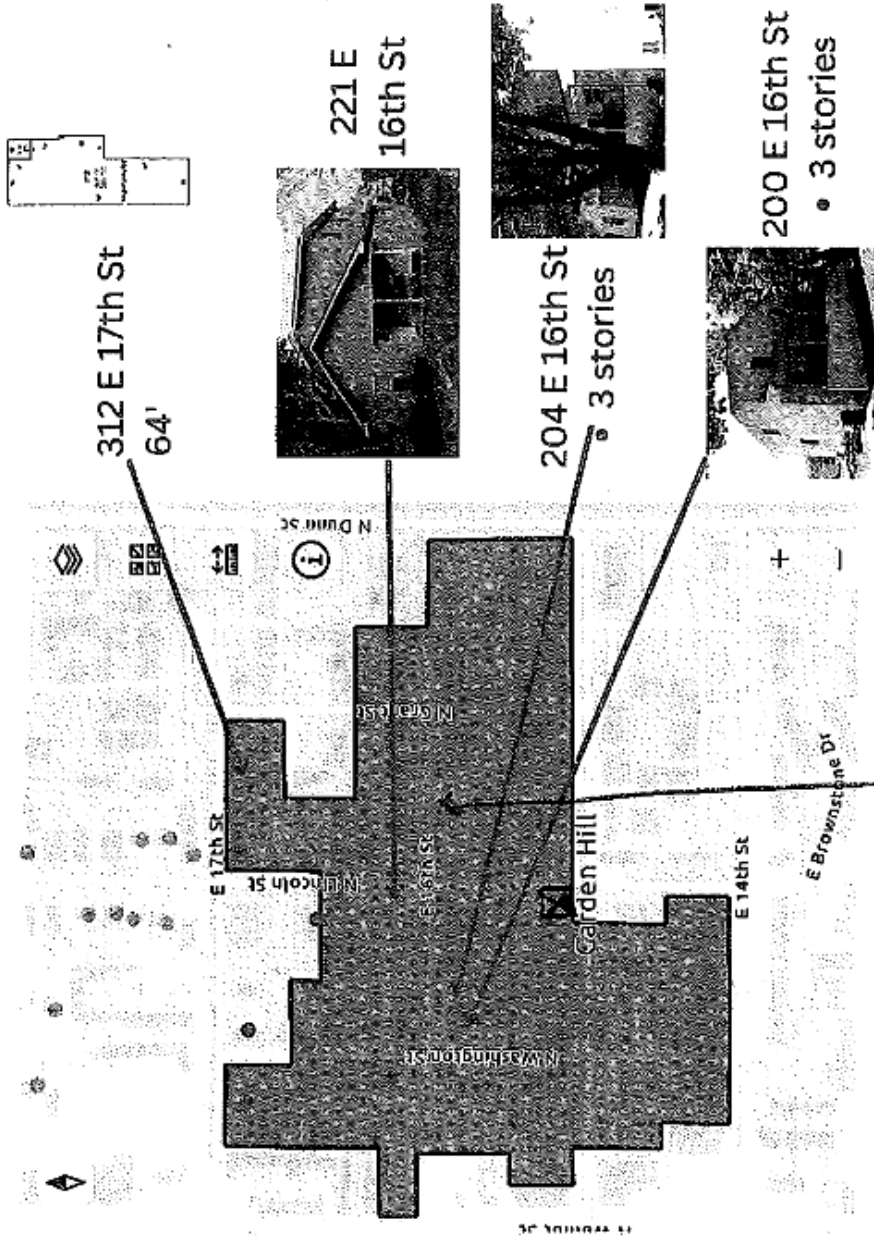 312 E 17th St
64'
221 E
16th St
204 E 16th St
• 3 stories
200 E 16th St
• 3 stories
N Dunn St
E 17th St
N Lincoln St
N Grant St
E 16th St
N Washington St
Garden Hill
E 14th St
E Brownstone Dr
i
+
−